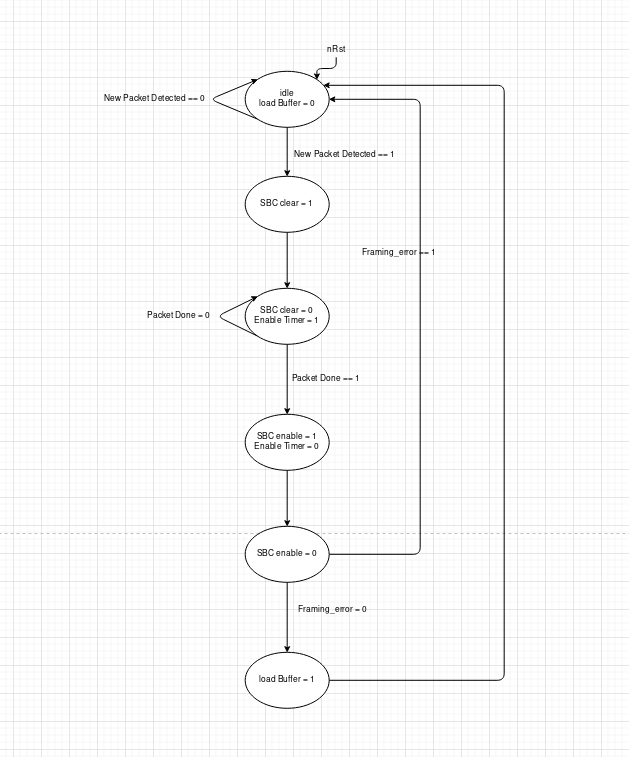 nRst
idle
load Buffer = 0
New Packet Detected == 0
New Packet Detected == 1
SBC clear = 1
Framing_error == 1
SBC clear = 0
Enable Timer = 1
Packet Done = 0
Packet Done == 1
SBC enable = 1
Enable Timer = 0
SBC enable = 0
Framing_error = 0
load Buffer = 1